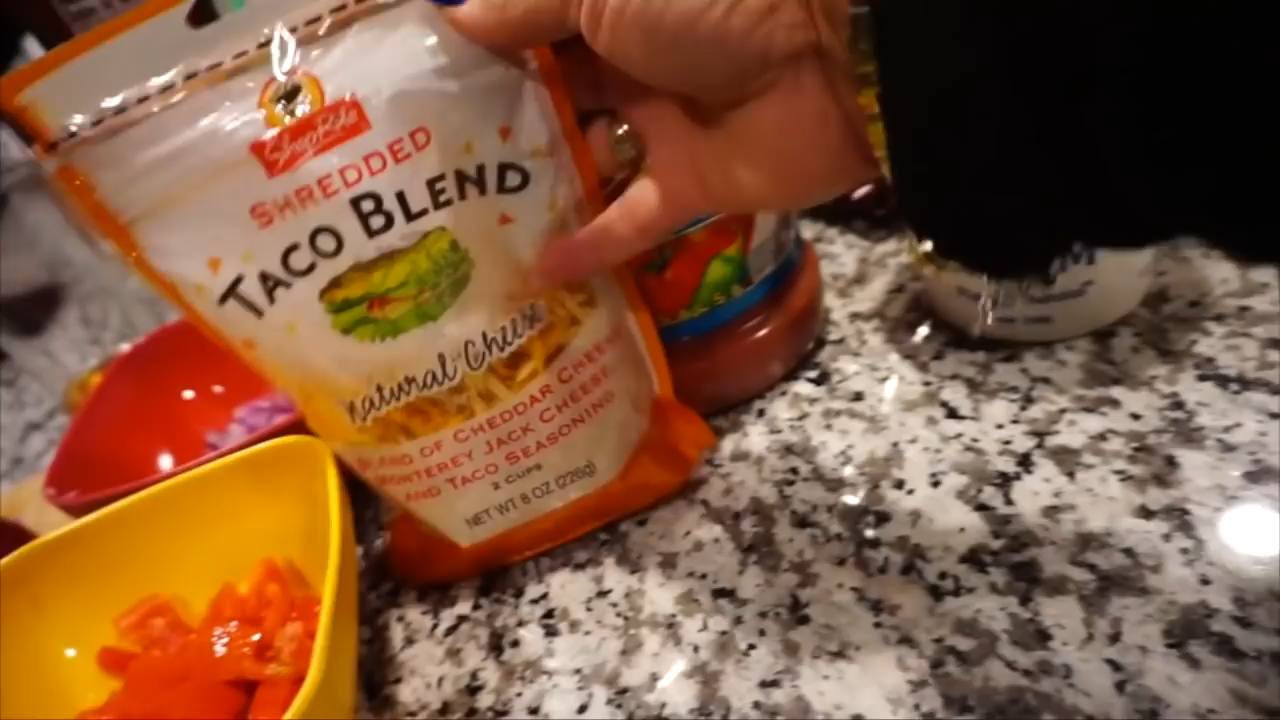 ShopRite
SHREDDED
TACO BLEND
natural Cheese
BLEND OF CHEDDAR CHEESE
MONTEREY JACK CHEESE
AND TACO SEASONING
2 CUPS
NET WT 8 OZ (226g)